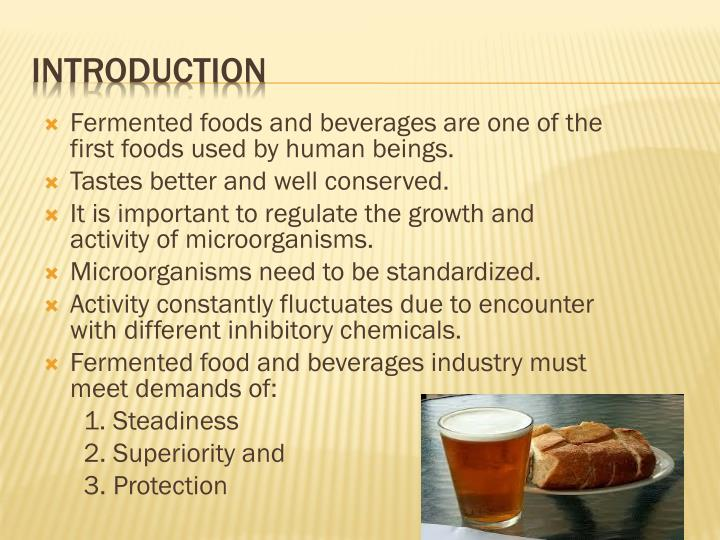 INTRODUCTION
Fermented foods and beverages are one of the
first foods used by human beings.
Tastes better and well conserved.
It is important to regulate the growth and
activity of microorganisms.
Microorganisms need to be standardized.
Activity constantly fluctuates due to encounter
with different inhibitory chemicals.
Fermented food and beverages industry must
meet demands of:
1. Steadiness
2. Superiority and
3. Protection